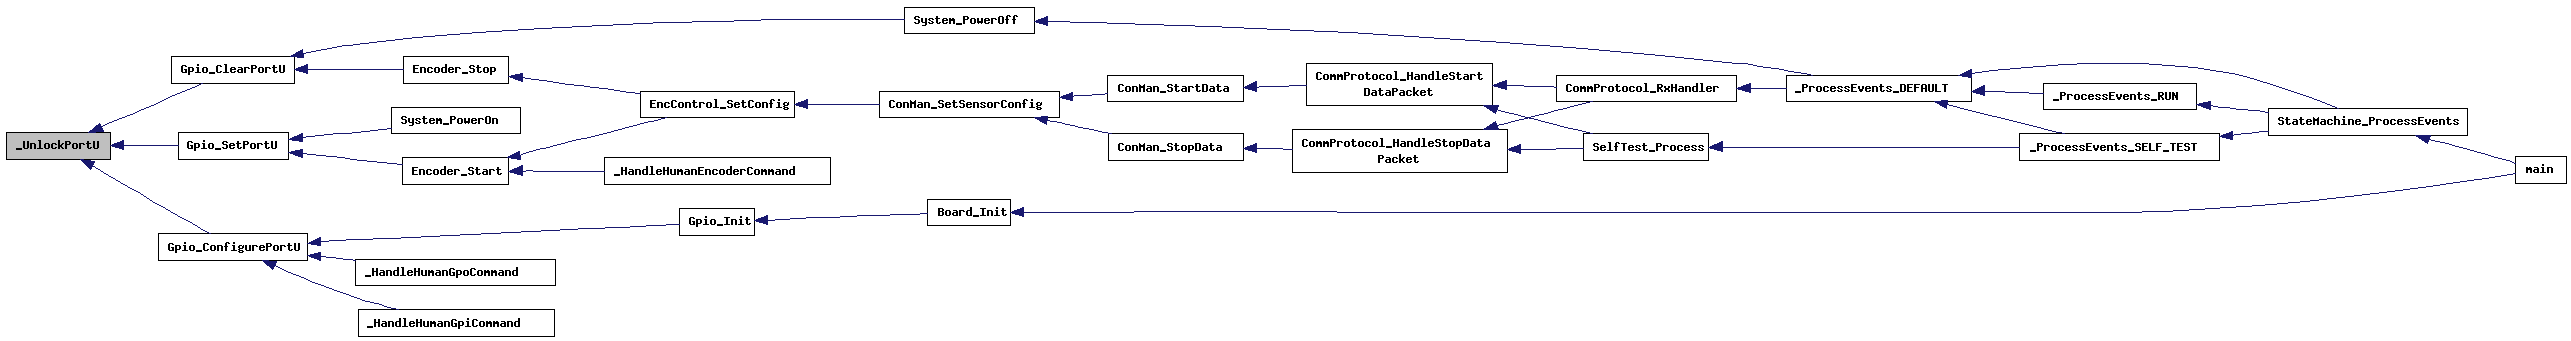 System_PowerOff
Gpio_ClearPortU
Encoder_Stop
CommProtocol_HandleStart
DataPacket
ConMan_StartData
CommProtocol_RxHandler
_ProcessEvents_DEFAULT
_ProcessEvents_RUN
EncControl_SetConfig
ConMan_SetSensorConfig
System_PowerOn
StateMachine_ProcessEvents
_UnlockPortU
Gpio_SetPortU
ConMan_StopData
CommProtocol_HandleStopData
Packet
SelfTest_Process
_ProcessEvents_SELF_TEST
Encoder_Start
_HandleHumanEncoderCommand
main
Gpio_Init
Board_Init
Gpio_ConfigurePortU
_HandleHumanGpoCommand
_HandleHumanGpiCommand